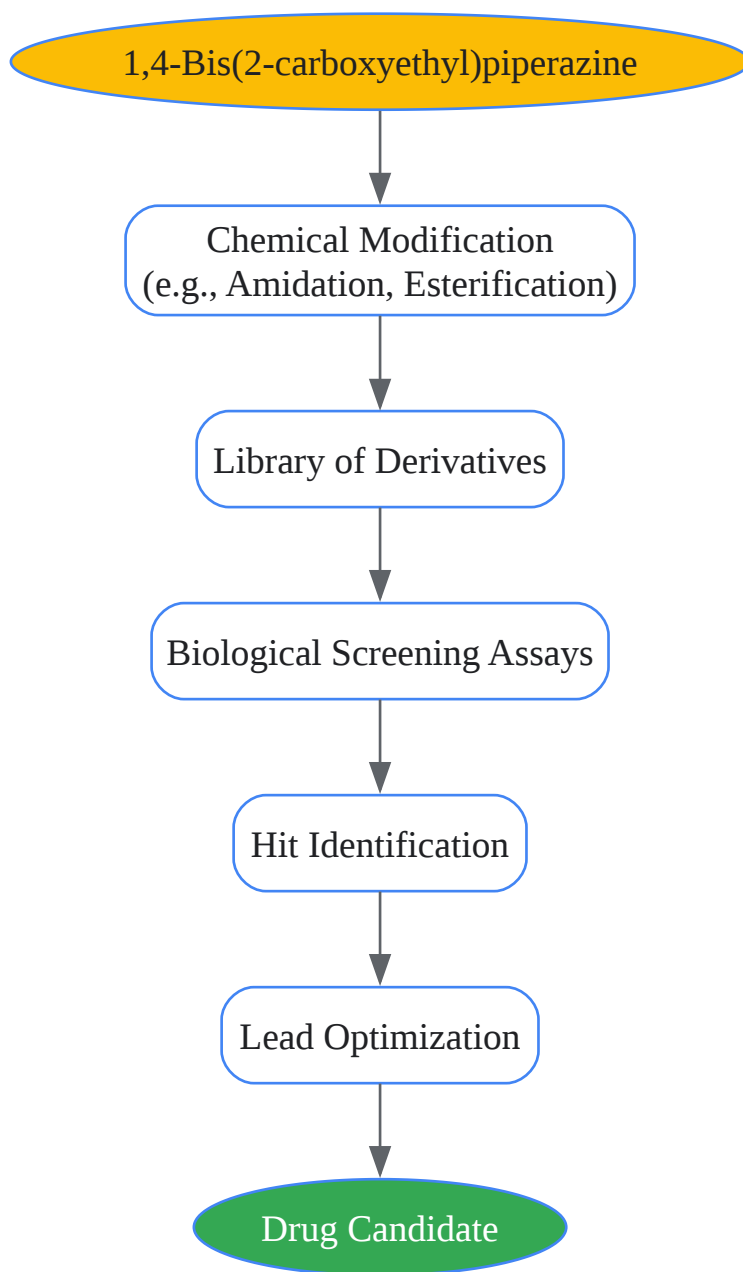 1,4-Bis(2-carboxyethyl)piperazine
Chemical Modification
(e.g., Amidation, Esterification)
Library of Derivatives
Biological Screening Assays
Hit Identification
Lead Optimization
Drug Candidate